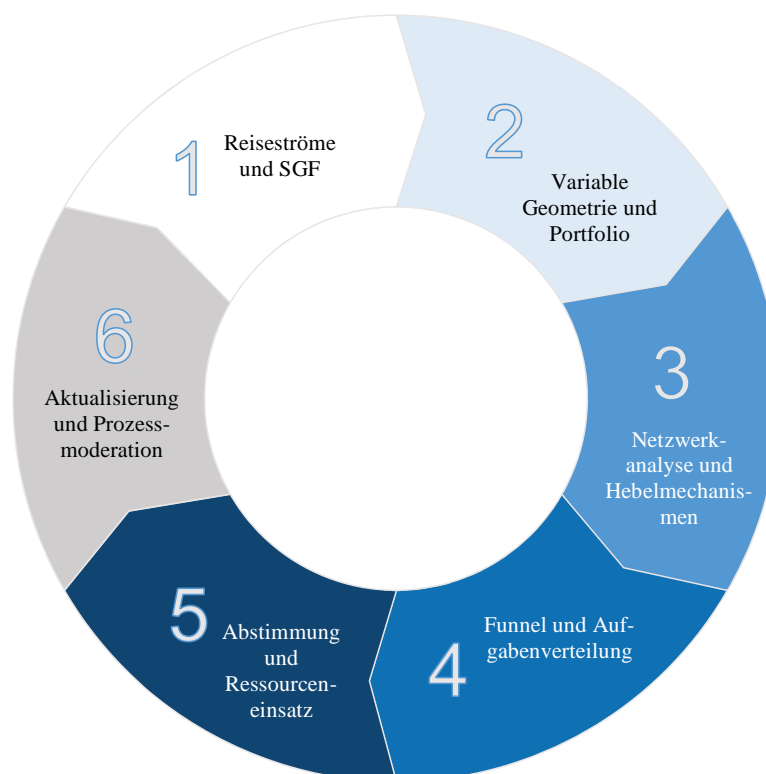 1
Reiseströme
und SGF
2
Variable
Geometrie und
Portfolio
3
Netzwerk-
analyse und
Hebelmechanis-
men
4
Funnel und Auf-
gabenverteilung
5
Abstimmung
und
Ressourcen-
einsatz
6
Aktualisierung
und Prozess-
moderation